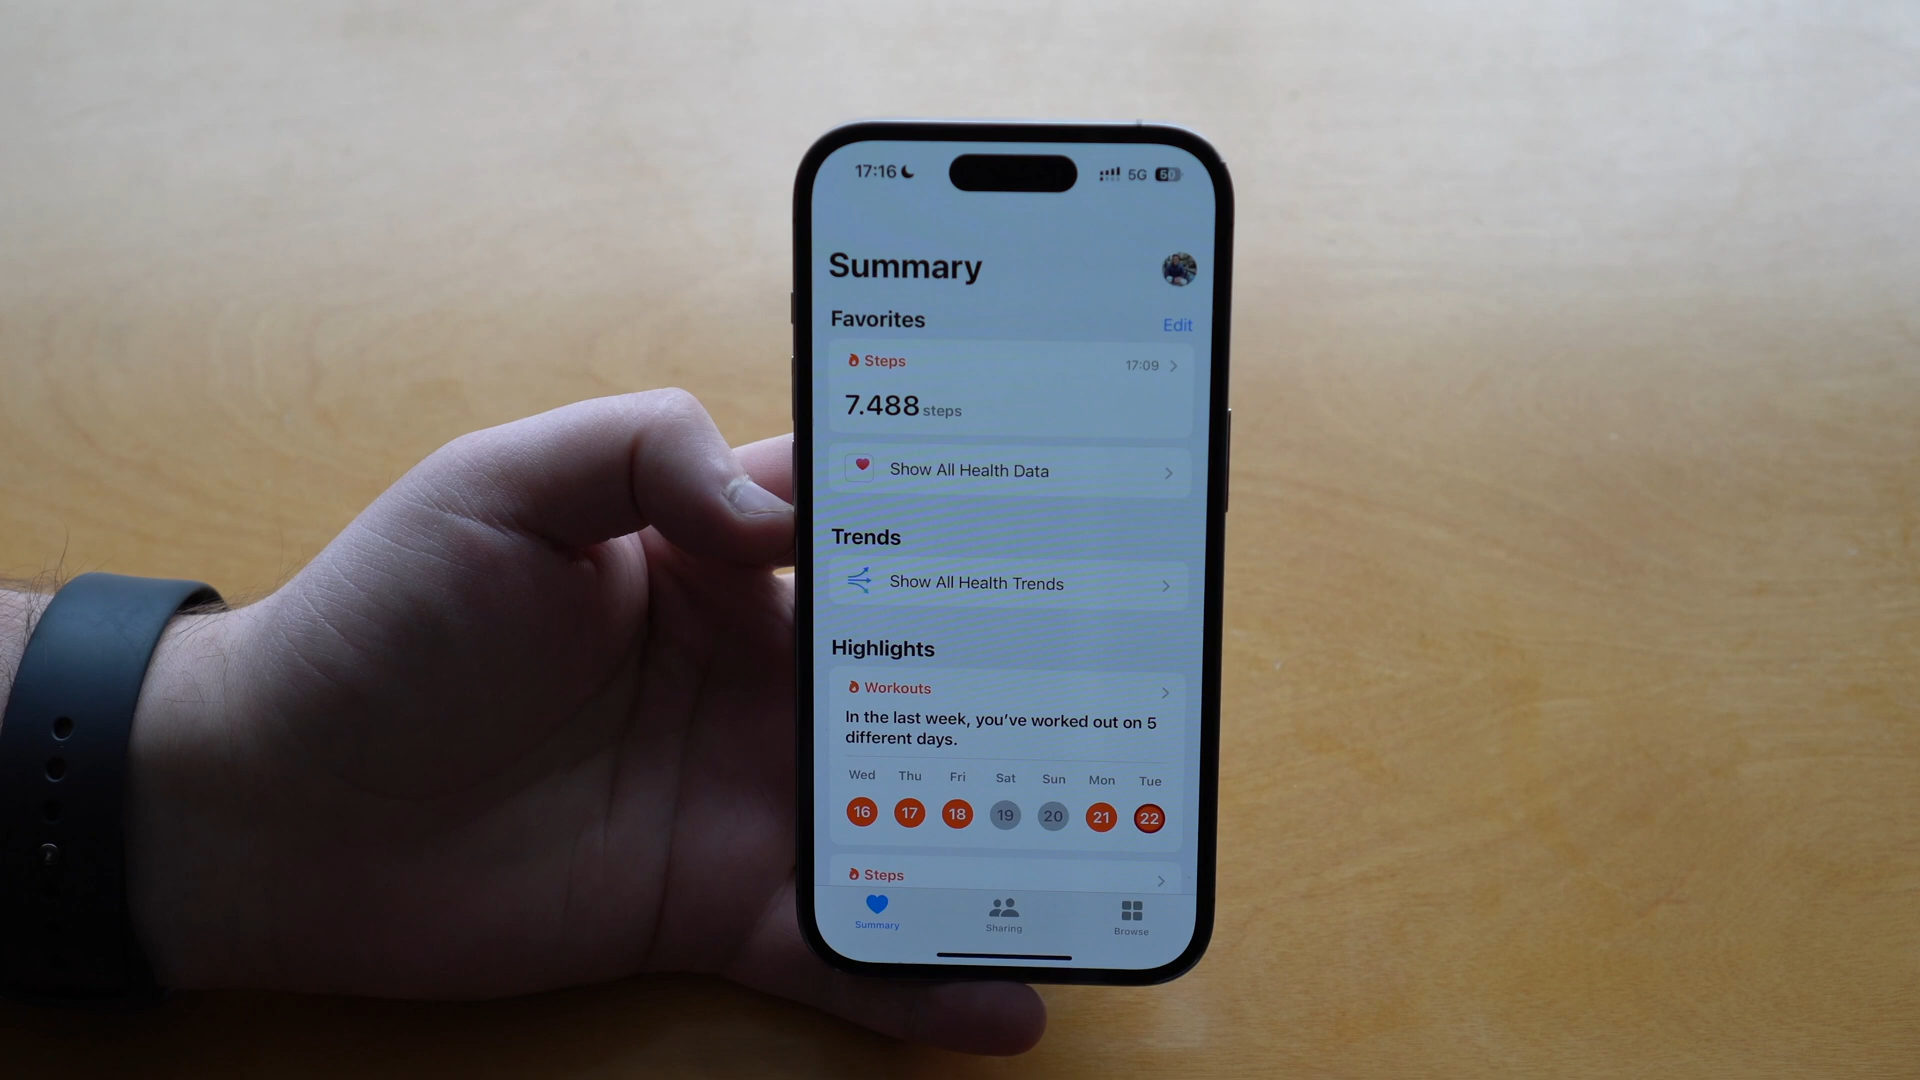 17:16 5G 60
Summary
Favorites Edit
Steps 17:09
7.488 steps
Show All Health Data
Trends
Show All Health Trends
Highlights
Workouts
In the last week, you’ve worked out on 5
different days.
Wed Thu Fri Sat Sun Mon Tue
16 17 18 19 20 21 22
Steps
Summary Sharing Browse